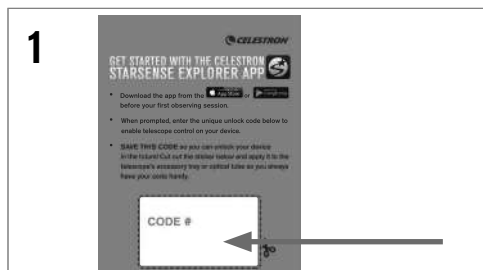 1
CELESTRON
GET STARTED WITH THE CELESTRON
STARSENSE EXPLORER APP
• Download the app from the App Store or Google Play
before your first observing session.
• When prompted, enter the unique unlock code below to
enable telescope control on your device.
• SAVE THIS CODE so you can unlock your device
in the future! Cut out the sticker below and apply it to the
telescope's accessory tray or optical tube so you always
have your code handy.
CODE #